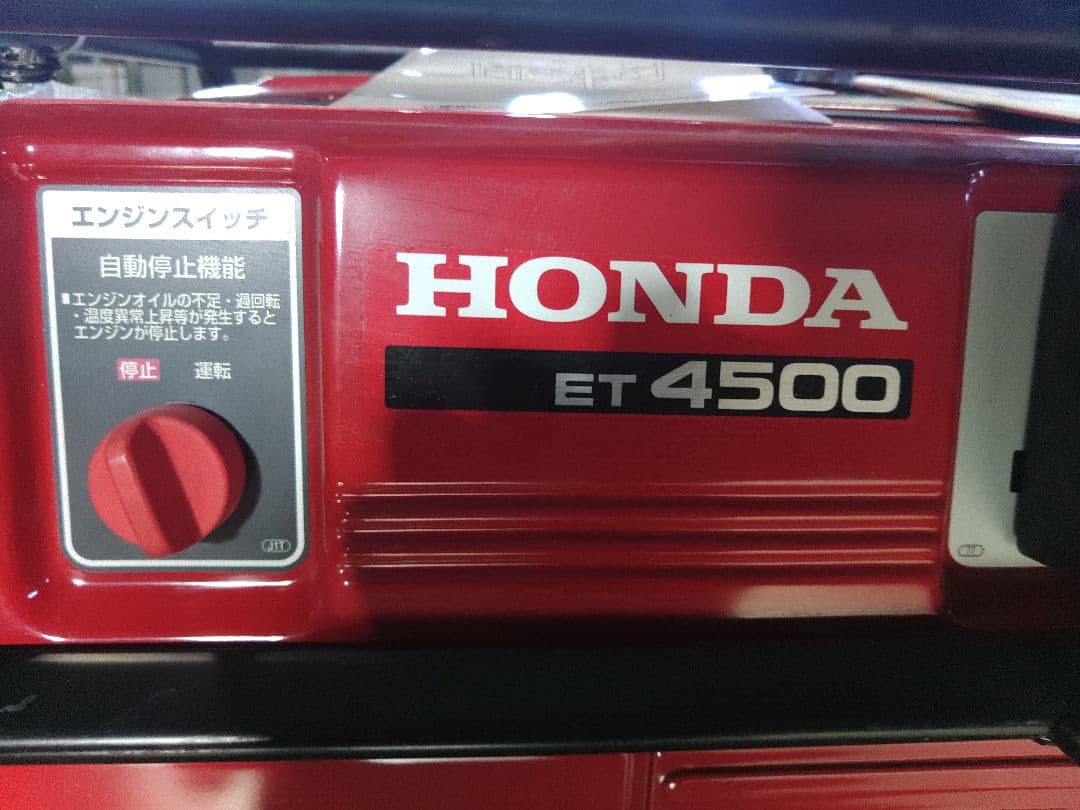 エンジンスイッチ
自動停止機能
■エンジンオイルの不足・過回転
・温度異常上昇等が発生すると
エンジンが停止します。
停止 運転
J1T
HONDA
ET 4500